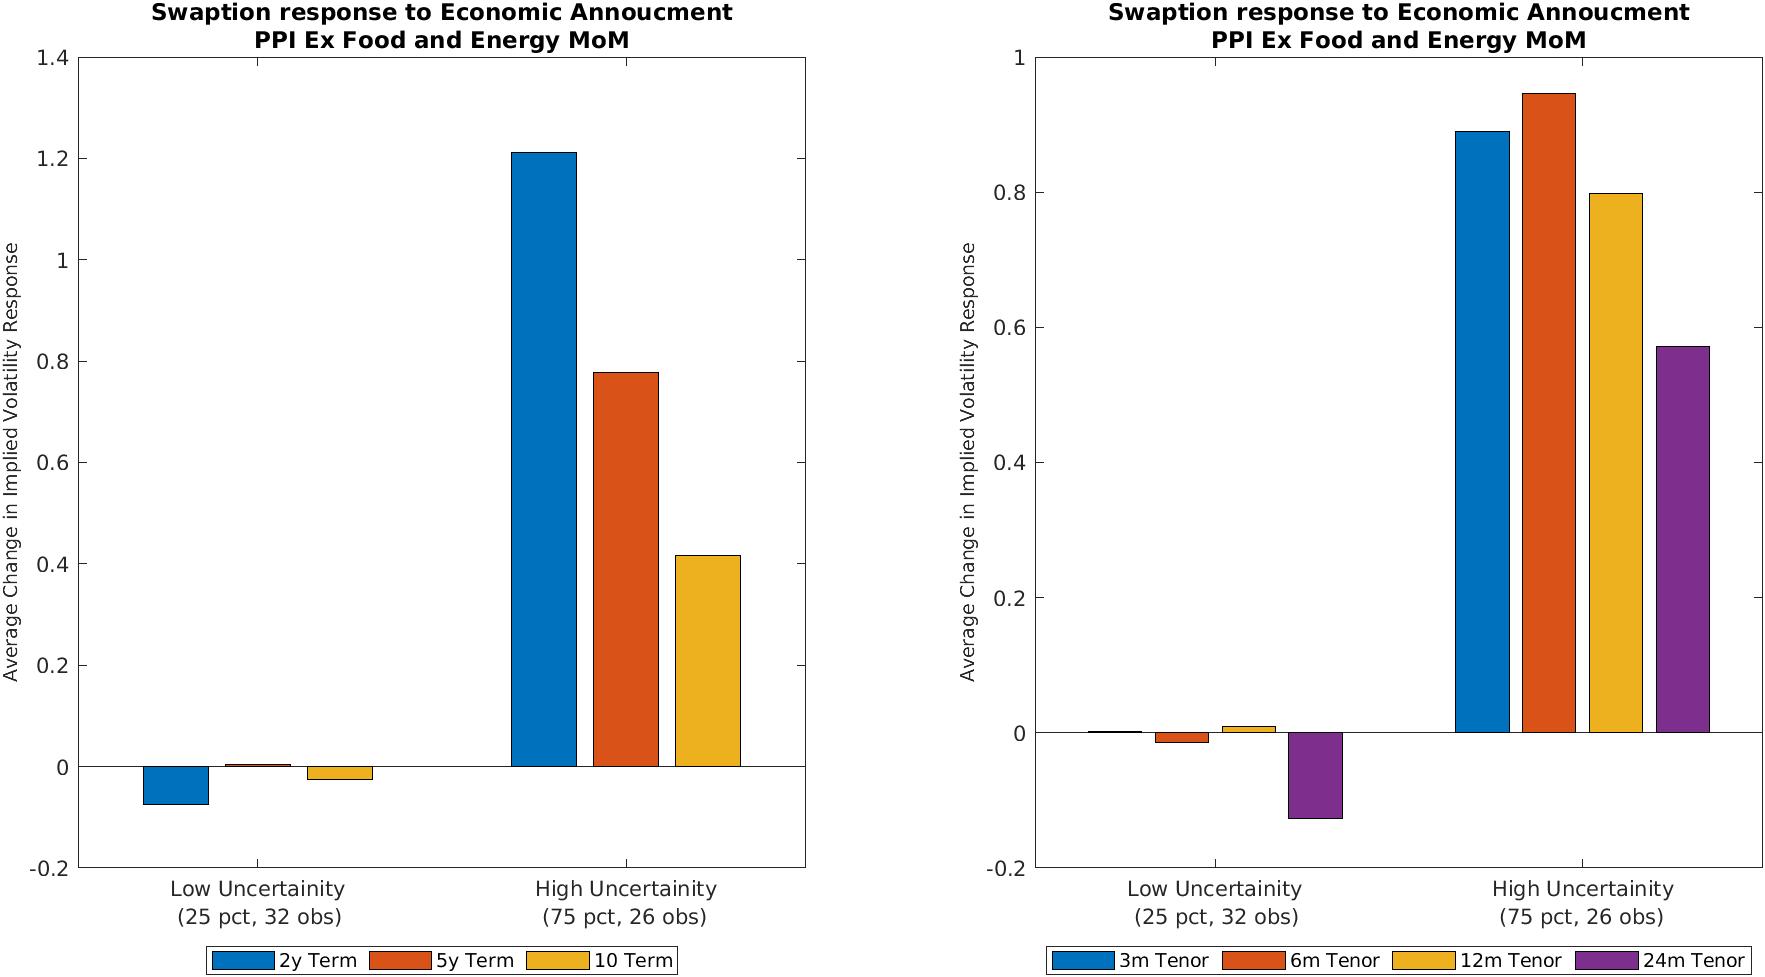 Swaption response to Economic Annoucment
PPI Ex Food and Energy MoM
Average Change in Implied Volatility Response
1.4
1.2
1
0.8
0.6
0.4
0.2
0
-0.2
Low Uncertainity
(25 pct, 32 obs)
High Uncertainity
(75 pct, 26 obs)
2y Term
5y Term
10 Term
Swaption response to Economic Annoucment
PPI Ex Food and Energy MoM
Average Change in Implied Volatility Response
1
0.8
0.6
0.4
0.2
0
-0.2
Low Uncertainity
(25 pct, 32 obs)
High Uncertainity
(75 pct, 26 obs)
3m Tenor
6m Tenor
12m Tenor
24m Tenor